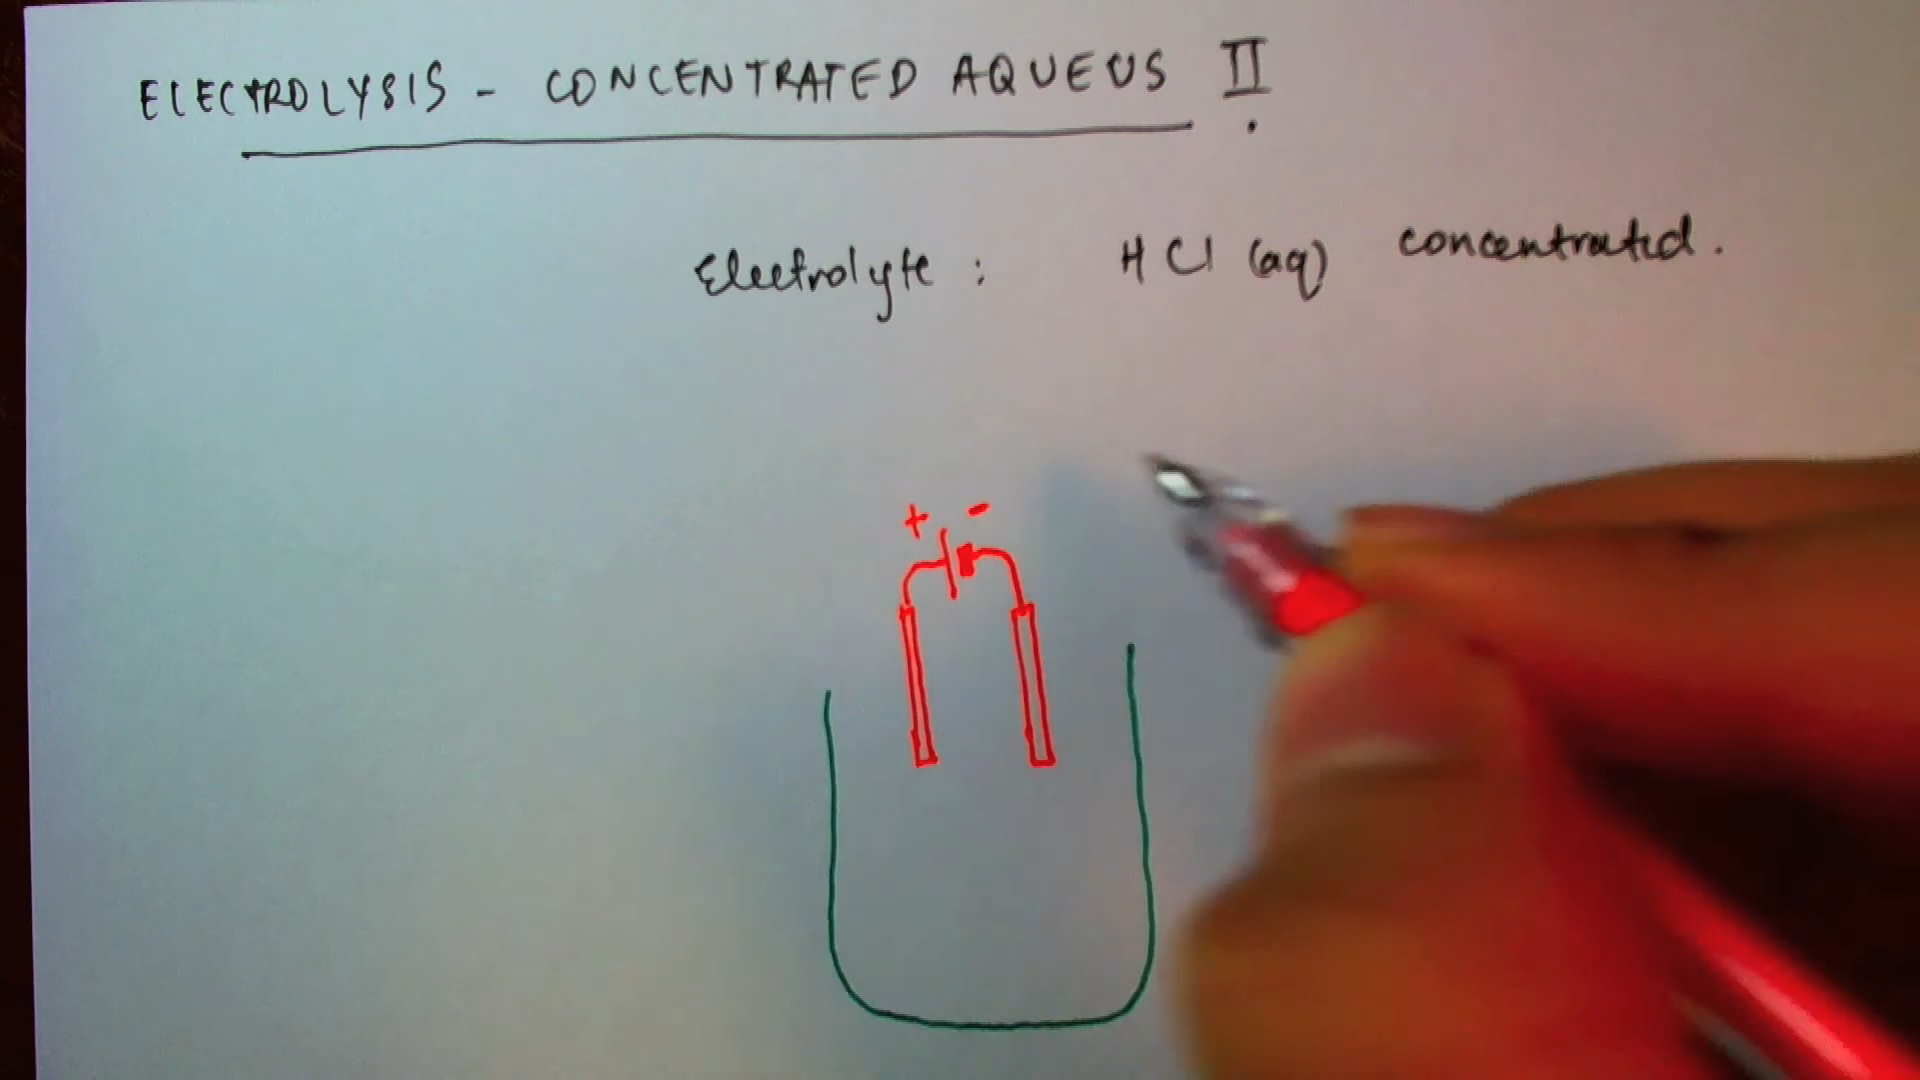 ELECTROLYSIS - CONCENTRATED AQUEUS II
Electrolyte : HCl (aq) concentrated.
+ -